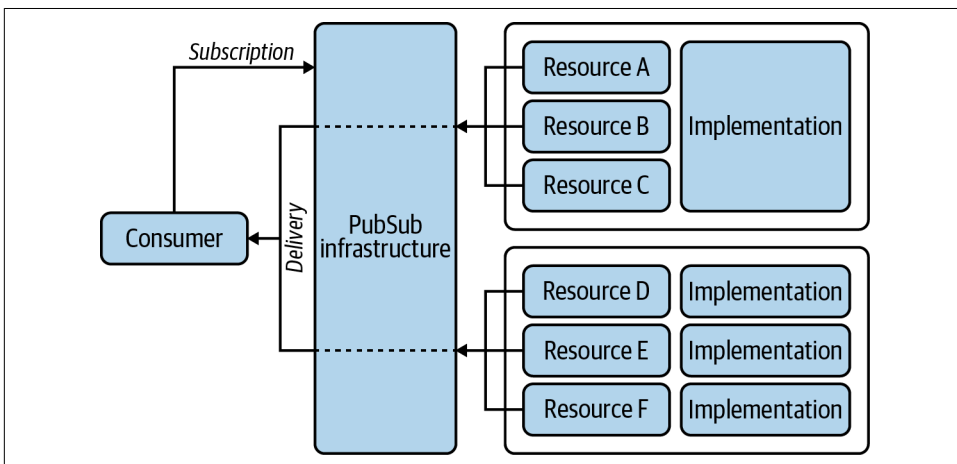 Subscription
Resource A
Resource B
Resource C
Implementation
Consumer
Delivery
PubSub
infrastructure
Resource D
Implementation
Resource E
Implementation
Resource F
Implementation